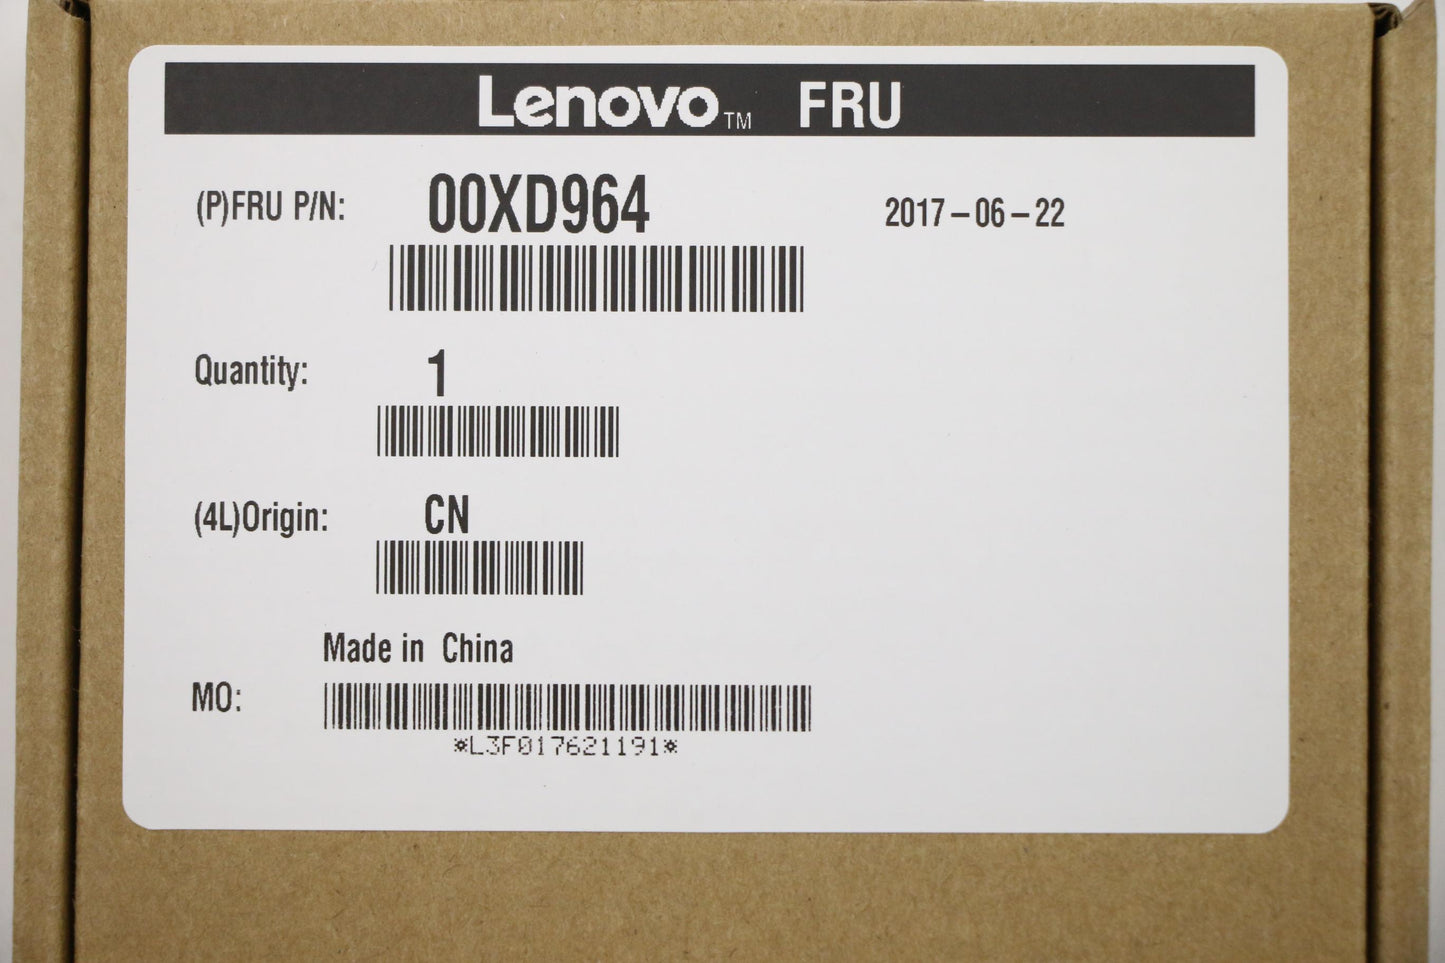 Lenovo™ FRU
(P)FRU P/N: 00XD964 2017-06-22
Quantity: 1
(4L)Origin: CN
Made in China
MO:
*L3F017621191*